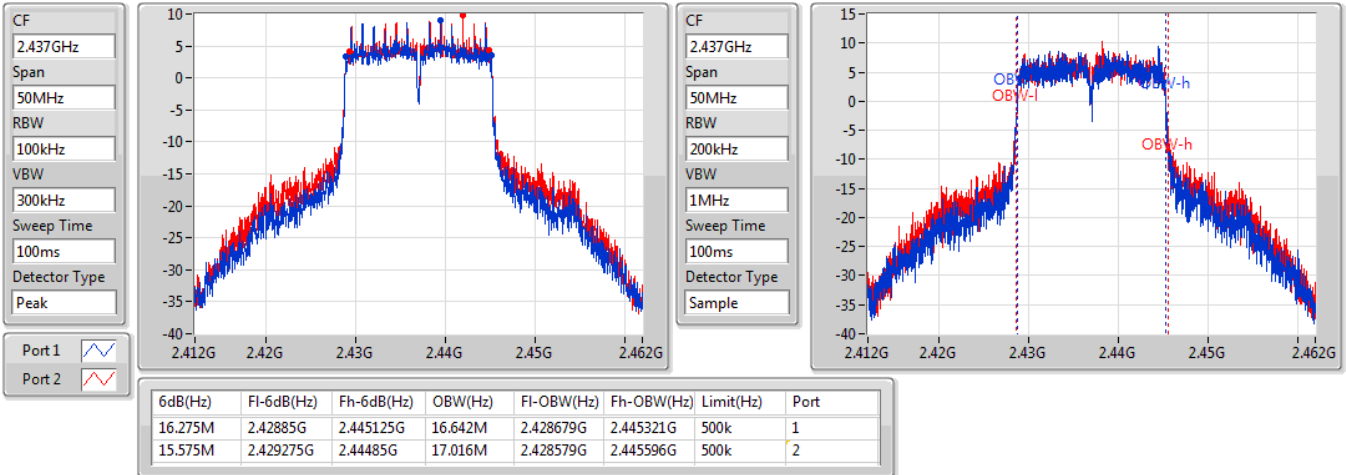 CF
2.437GHz
Span
50MHz
RBW
100kHz
VBW
300kHz
Sweep Time
100ms
Detector Type
Peak
Port 1
Port 2
10
5
0
-5
-10
-15
-20
-25
-30
-35
-40
2.412G 2.42G 2.43G 2.44G 2.45G 2.462G
CF
2.437GHz
Span
50MHz
RBW
200kHz
VBW
1MHz
Sweep Time
100ms
Detector Type
Sample
15
10
5
0
-5
-10
-15
-20
-25
-30
-35
-40
2.412G 2.42G 2.43G 2.44G 2.45G 2.462G
OBW-l
OBW-h
6dB(Hz) Fl-6dB(Hz) Fh-6dB(Hz) OBW(Hz) Fl-OBW(Hz) Fh-OBW(Hz) Limit(Hz) Port
16.275M 2.42885G 2.445125G 16.642M 2.428679G 2.445321G 500k 1
15.575M 2.429275G 2.44485G 17.016M 2.428579G 2.445596G 500k 2